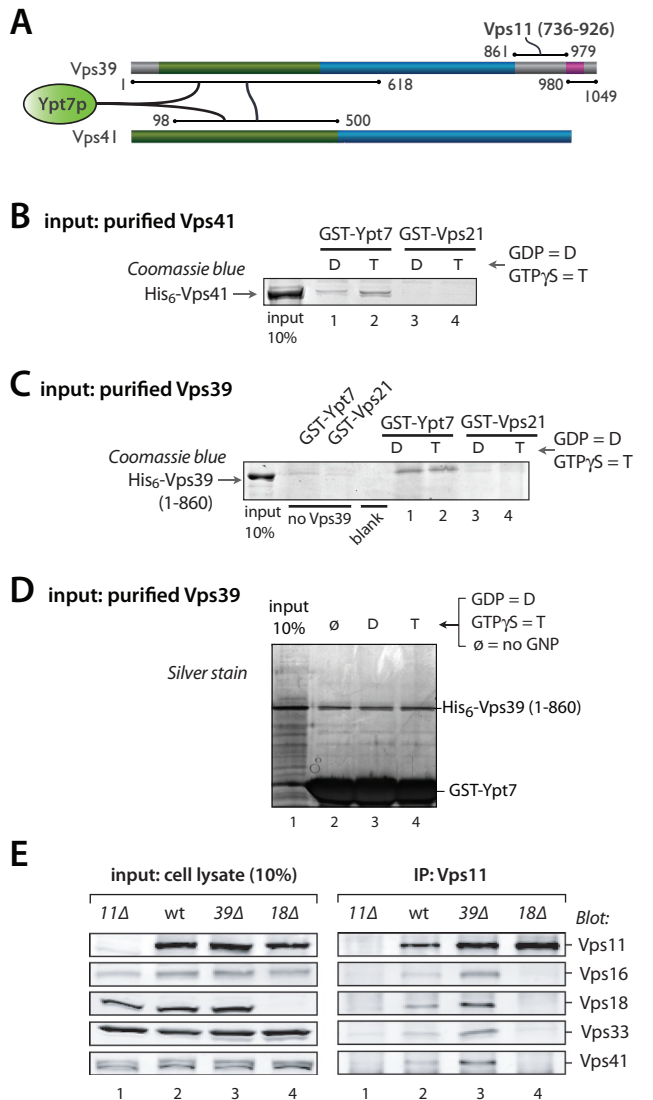 A
Vps11 (736-926)
861 979
Vps39
1 618 980 1049
Ypt7p
98 500
Vps41
B input: purified Vps41
GST-Ypt7 GST-Vps21
Coomassie blue D T D T GDP = D
GTPγS = T
His6-Vps41
input 1 2 3 4
10%
C input: purified Vps39
GST-Ypt7
GST-Vps21
GST-Ypt7 GST-Vps21
Coomassie blue D T D T GDP = D
GTPγS = T
His6-Vps39
(1-860)
input no Vps39 blank 1 2 3 4
10%
D input: purified Vps39
input
10% ø D T
GDP = D
GTPγS = T
ø = no GNP
Silver stain
His6-Vps39 (1-860)
GST-Ypt7
1 2 3 4
E
input: cell lysate (10%) IP: Vps11
11Δ wt 39Δ 18Δ 11Δ wt 39Δ 18Δ Blot:
Vps11
Vps16
Vps18
Vps33
Vps41
1 2 3 4 1 2 3 4